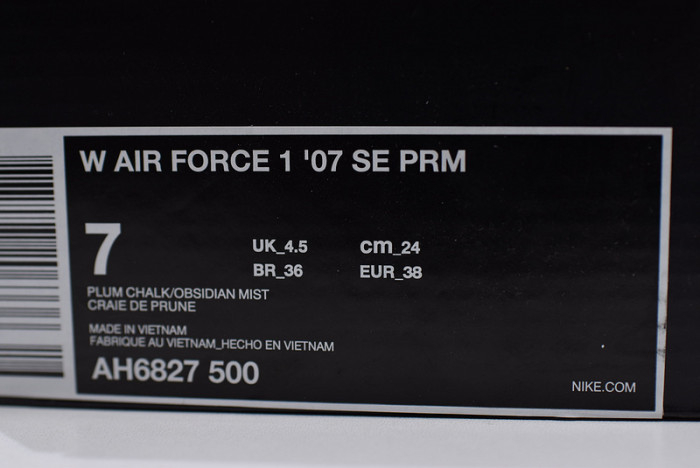 W AIR FORCE 1 '07 SE PRM
7
UK_4.5 cm_24
BR_36 EUR_38
PLUM CHALK/OBSIDIAN MIST
CRAIE DE PRUNE
MADE IN VIETNAM
FABRIQUE AU VIETNAM_HECHO EN VIETNAM
AH6827 500
NIKE.COM